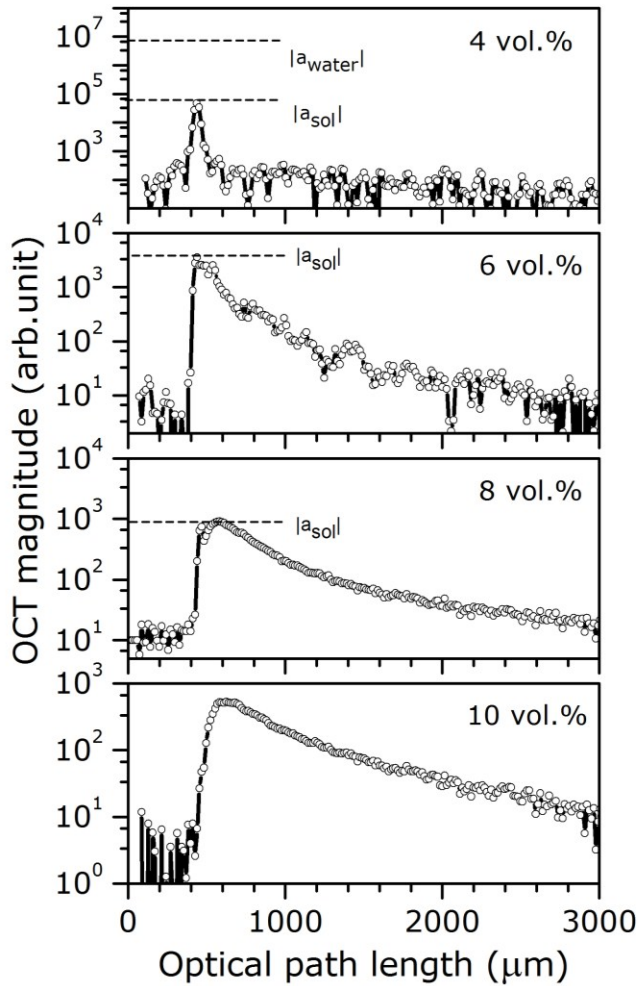 10⁷
4 vol.%
|a_water|
10⁵
|a_sol|
10³
10⁴
|a_sol|
6 vol.%
10³
10²
10¹
10⁴
10⁴
8 vol.%
10³
|a_sol|
10²
10¹
10³
10³
10 vol.%
10²
10¹
10⁰
0
1000
2000
3000
OCT magnitude (arb.unit)
Optical path length (μm)